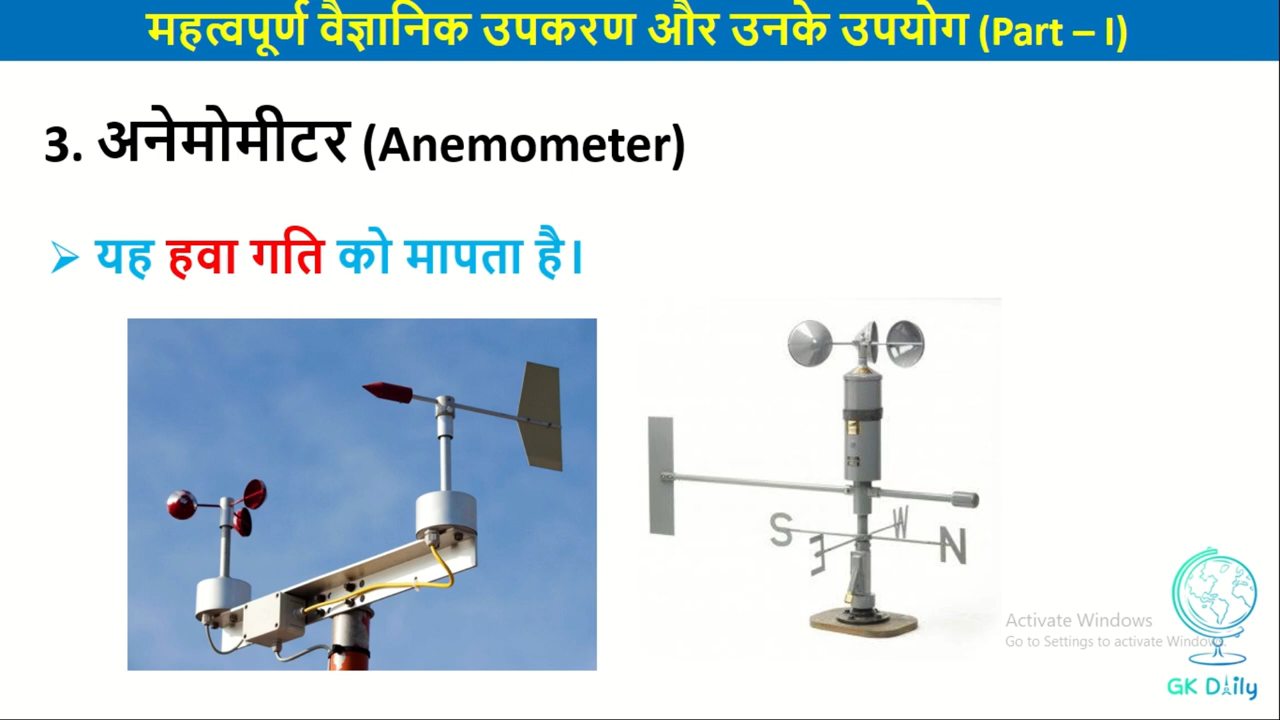 महत्वपूर्ण वैज्ञानिक उपकरण और उनके उपयोग (Part – I)
3. अनेमोमीटर (Anemometer)
➢ यह हवा गति को मापता है।
S W
E N
Activate Windows
Go to Settings to activate Windows.
GK Daily